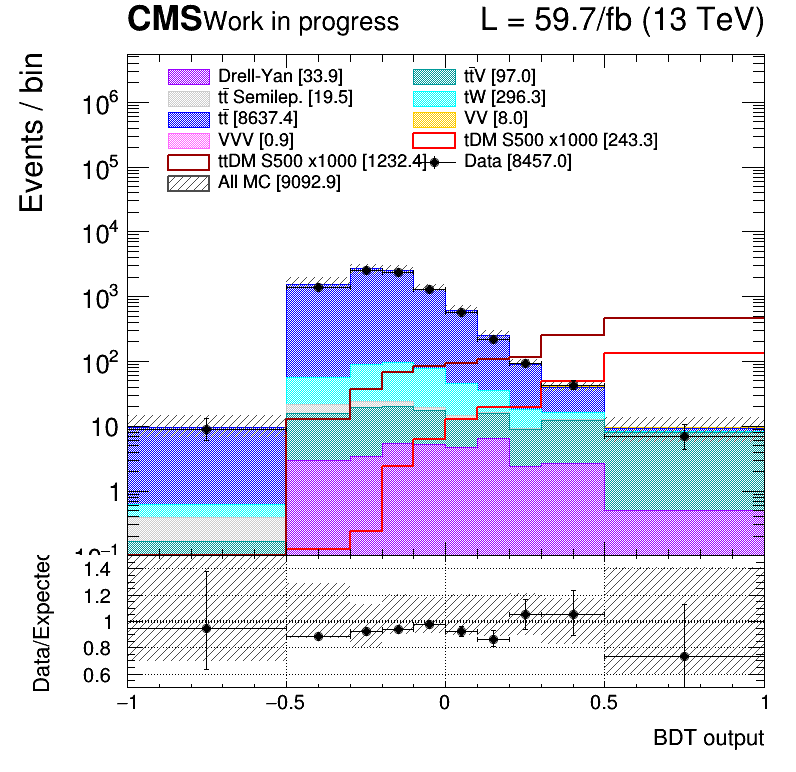 CMS Work in progress L = 59.7/fb (13 TeV)
Events / bin
Drell-Yan [33.9] tt̄V [97.0]
tt̄ Semilep. [19.5] tW [296.3]
tt̄ [8637.4] VV [8.0]
VVV [0.9] tDM S500 x1000 [243.3]
ttDM S500 x1000 [1232.4] Data [8457.0]
All MC [9092.9]
10⁶
10⁵
10⁴
10³
10²
10
1
10⁻¹
Data/Expected
1.4
1.2
1
0.8
0.6
−1 −0.5 0 0.5 1
BDT output